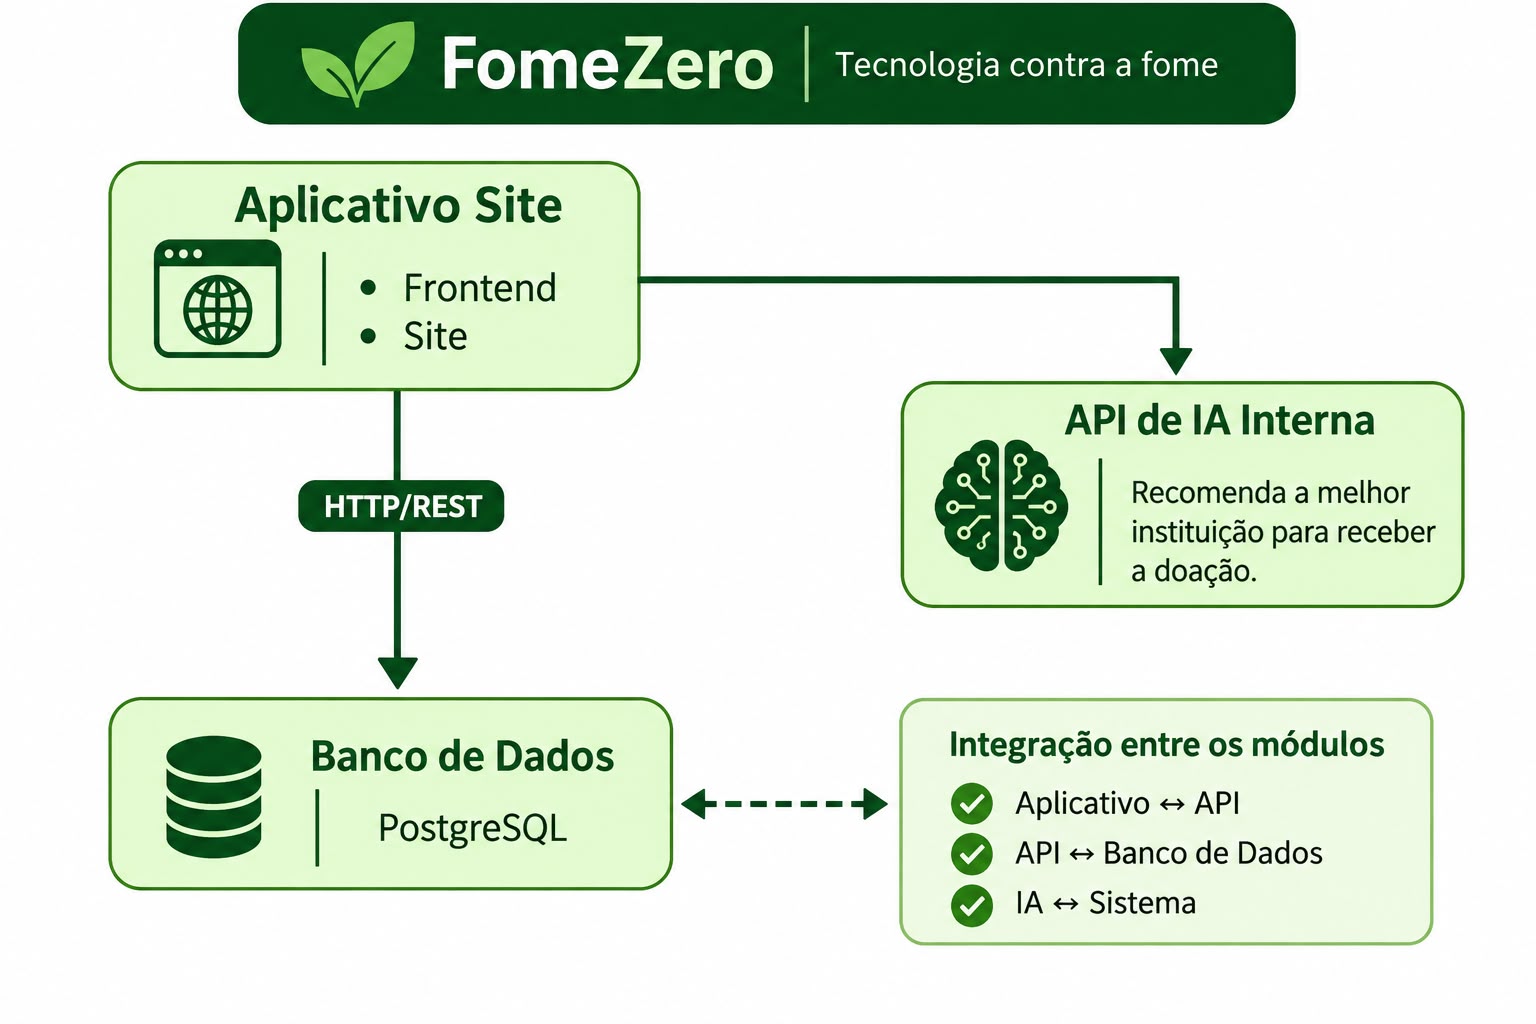 FomeZero
Tecnologia contra a fome
Aplicativo Site
• Frontend
• Site
HTTP/REST
API de IA Interna
Recomenda a melhor
instituição para receber
a doação.
Banco de Dados
PostgreSQL
Integração entre os módulos
Aplicativo ↔ API
API ↔ Banco de Dados
IA ↔ Sistema